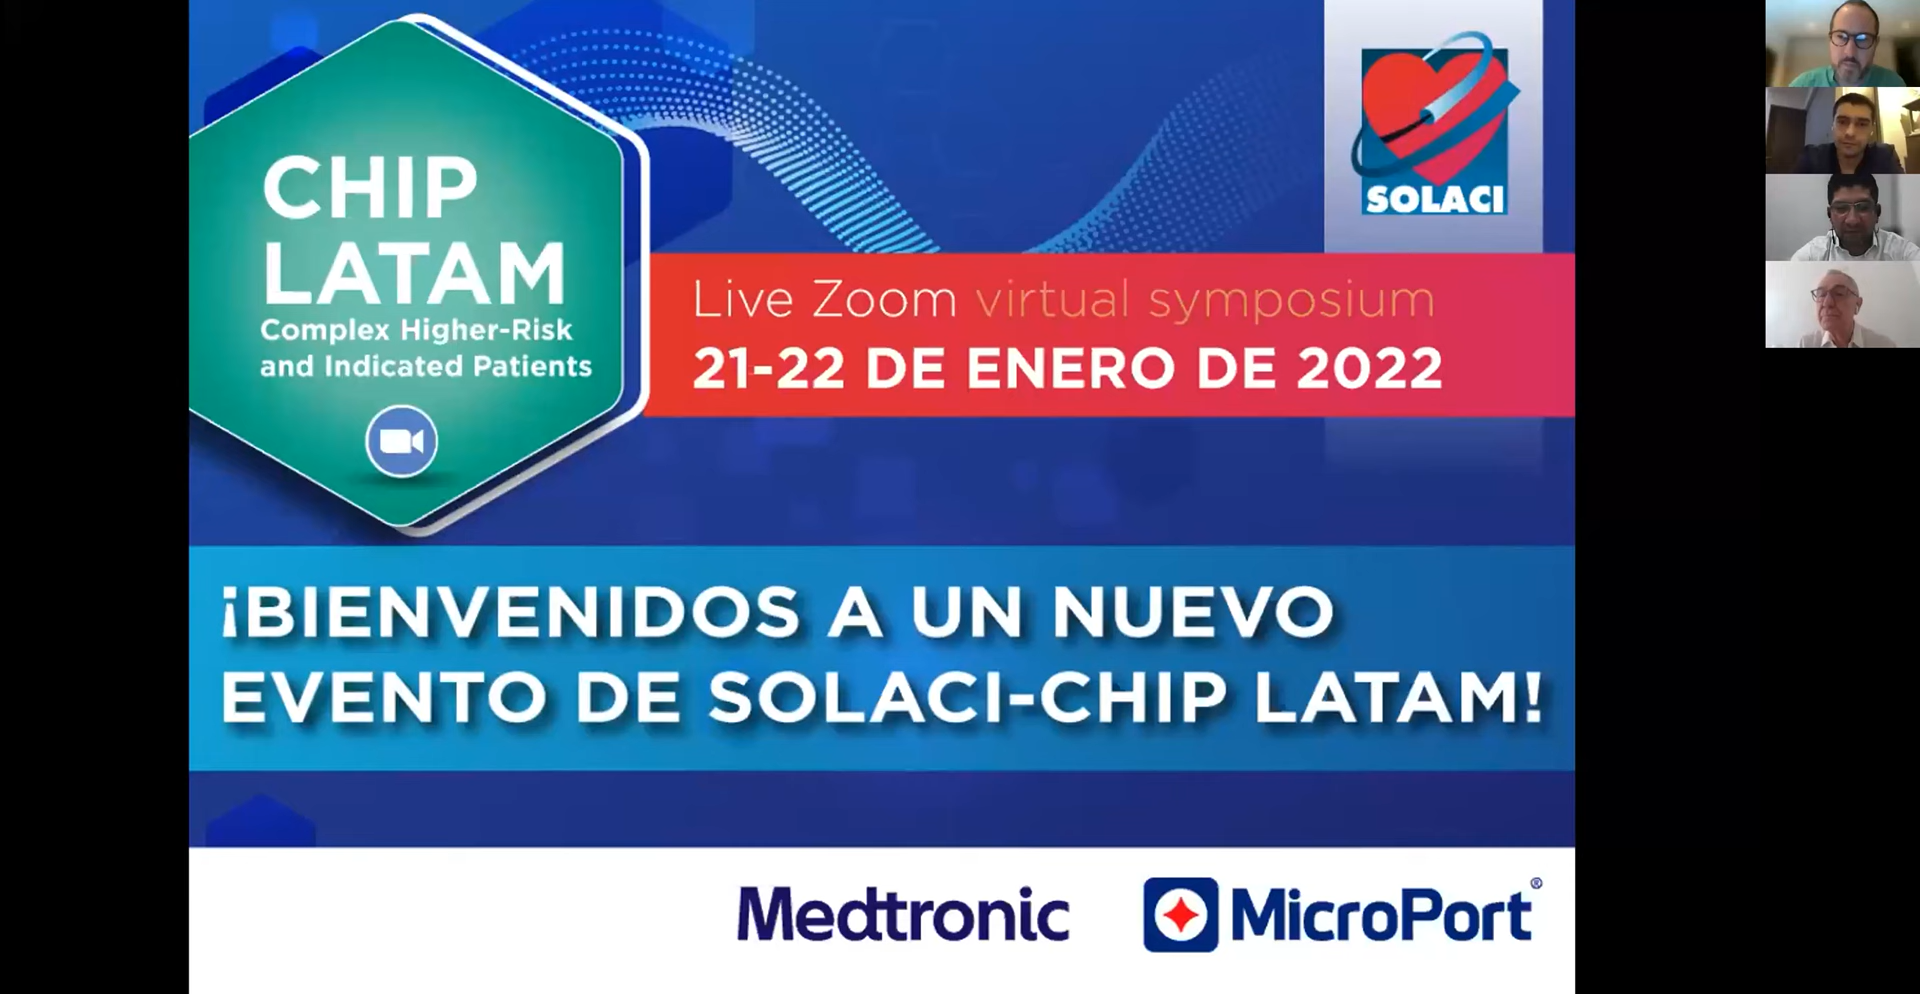 CHIP
LATAM
Complex Higher-Risk
and Indicated Patients
SOLACI
Live Zoom virtual symposium
21-22 DE ENERO DE 2022
¡BIENVENIDOS A UN NUEVO
EVENTO DE SOLACI-CHIP LATAM!
Medtronic
MicroPort®